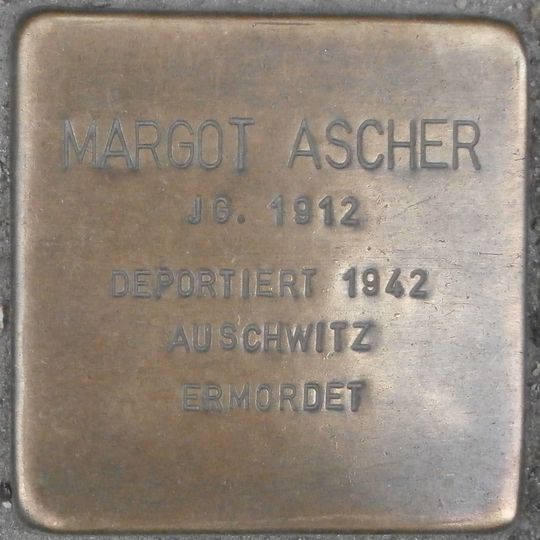 MARGOT ASCHER
JG. 1912
DEPORTIERT 1942
AUSCHWITZ
ERMORDET